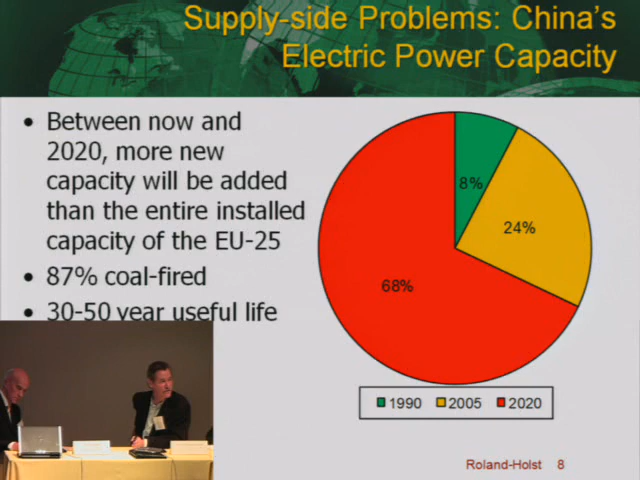 Supply-side Problems: China's
Electric Power Capacity
• Between now and
2020, more new
capacity will be added
than the entire installed
capacity of the EU-25
• 87% coal-fired
• 30-50 year useful life
8%
24%
68%
1990 2005 2020
Roland-Holst 8